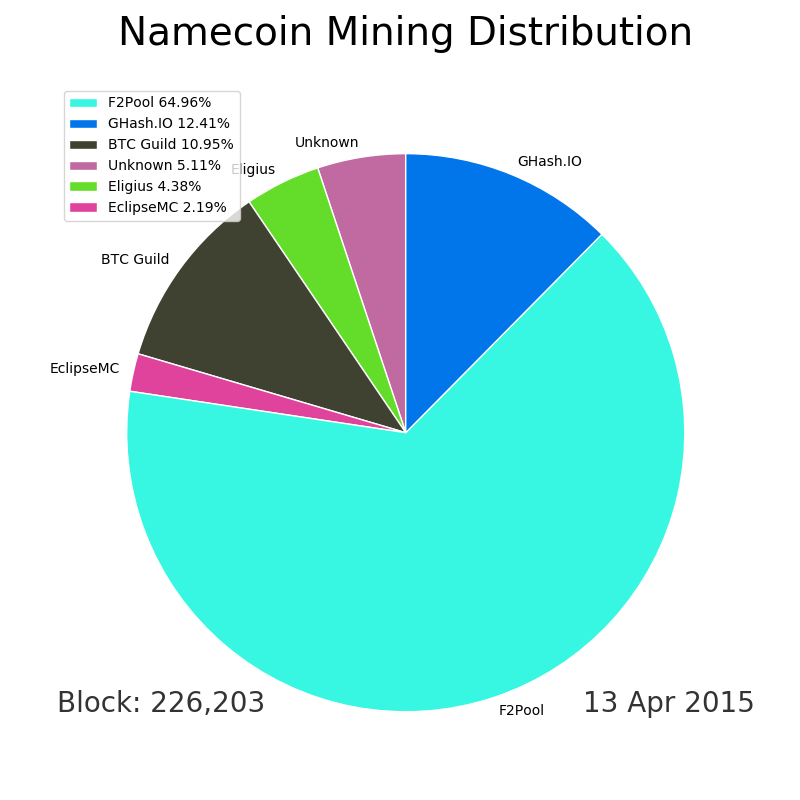 Namecoin Mining Distribution
F2Pool 64.96%
GHash.IO 12.41%
BTC Guild 10.95%
Unknown 5.11%
Eligius 4.38%
EclipseMC 2.19%
Unknown
GHash.IO
Eligius
BTC Guild
EclipseMC
F2Pool
Block: 226,203
13 Apr 2015